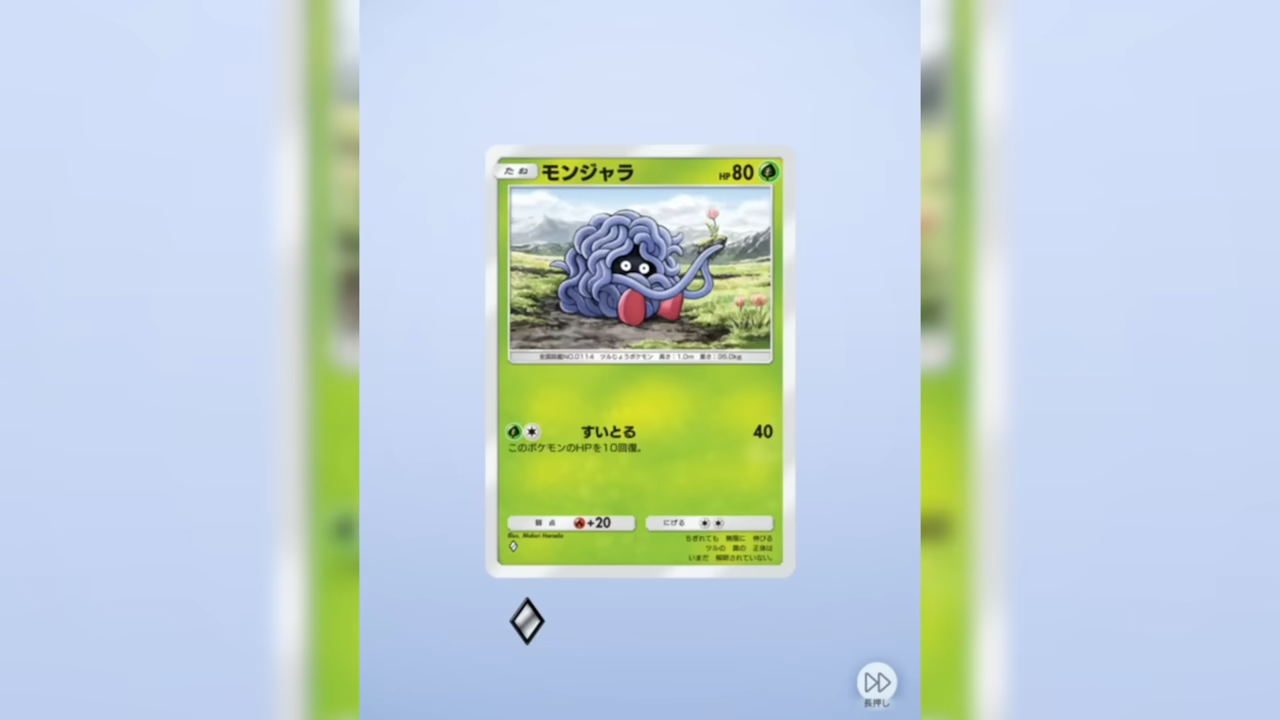 たね モンジャラ HP80
全国図鑑NO.0114 ツルじょうポケモン 高さ:1.0m 重さ:35.0kg
すいとる 40
このポケモンのHPを10回復。
弱点 +20 にげる
Illus. Midori Harada
ちぎれても 無限に 伸びる
ツルの 奥の 正体は
いまだ 解明されていない。
長押し